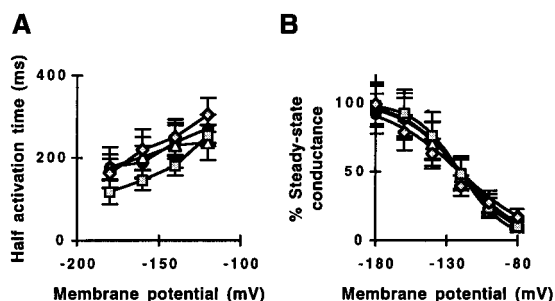 A
B
Half activation time (ms)
400
200
0
-200
-150
-100
Membrane potential (mV)
% Steady-state
conductance
100
50
0
-180
-130
-80
Membrane potential (mV)